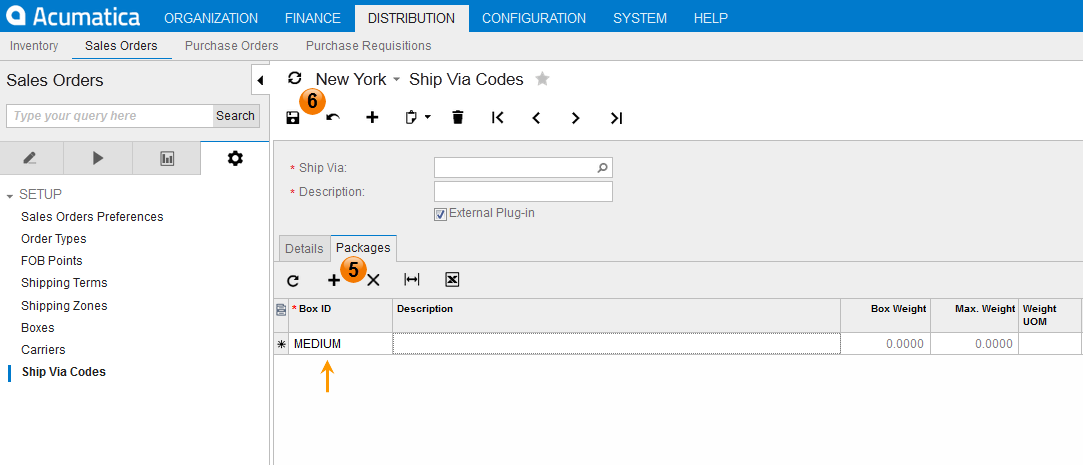 Acumatica ORGANIZATION FINANCE DISTRIBUTION CONFIGURATION SYSTEM HELP
Inventory Sales Orders Purchase Orders Purchase Requisitions
Sales Orders
New York Ship Via Codes
6
Type your query here Search
* Ship Via:
SETUP
* Description:
Sales Orders Preferences
External Plug-in
Order Types
Details Packages
FOB Points
5
Shipping Terms
Shipping Zones
* Box ID Description Box Weight Max. Weight Weight UOM
Boxes
MEDIUM 0.0000 0.0000
Carriers
Ship Via Codes